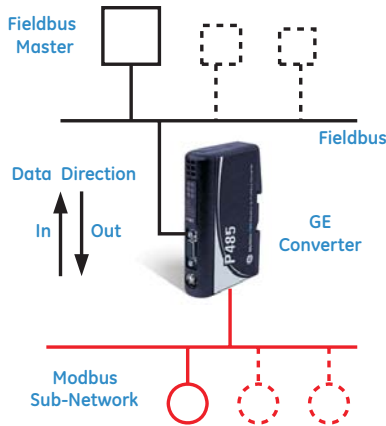 Fieldbus
Master
Fieldbus
Data Direction
In
Out
GE
Converter
P485
Modbus
Sub-Network